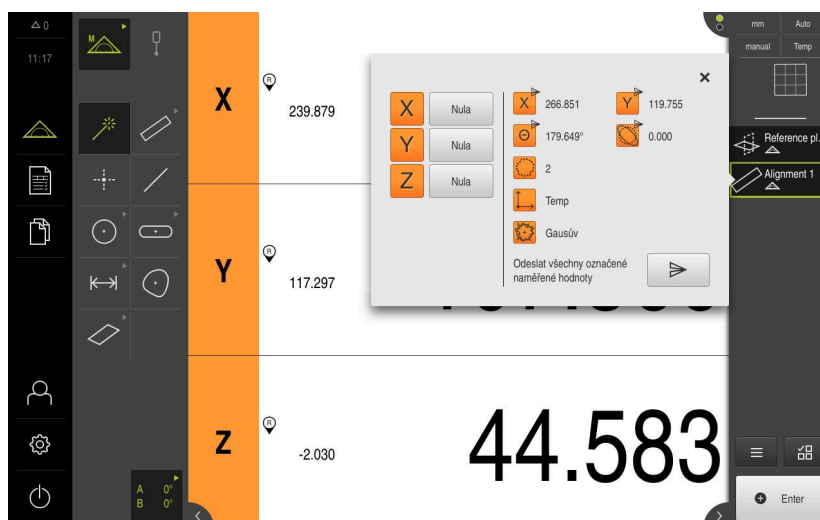 0
11:17
M
A 0°
B 0°
X
R
239.879
Y
R
117.297
Z
R
-2.030
44.583
X Nula
Y Nula
Z Nula
X 266.851
Y 119.755
Θ 179.649°
0.000
2
Temp
Gausův
Odeslat všechny označené
naměřené hodnoty
mm Auto
manual Temp
Reference pl.
Alignment 1
Enter